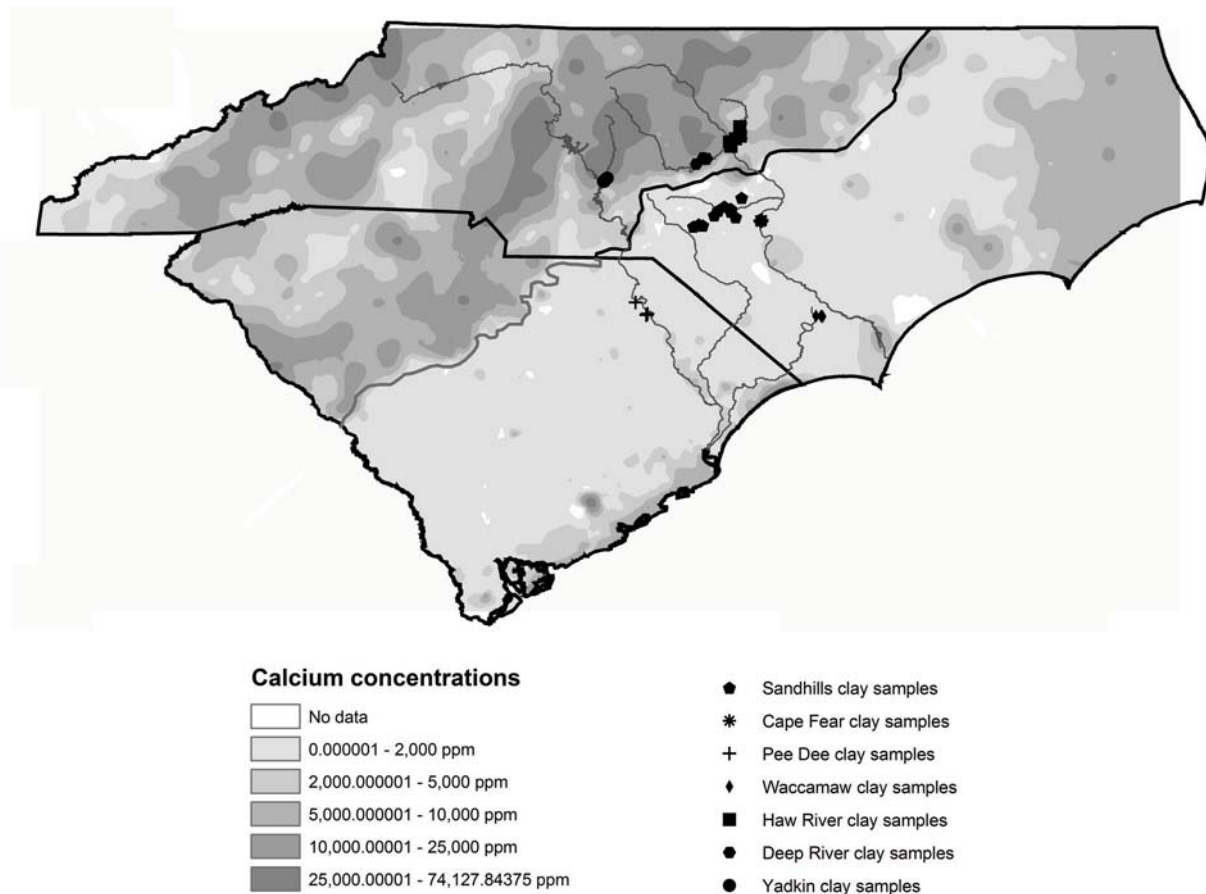 Calcium concentrations
No data
0.000001 - 2,000 ppm
2,000.000001 - 5,000 ppm
5,000.000001 - 10,000 ppm
10,000.00001 - 25,000 ppm
25,000.00001 - 74,127.84375 ppm
Sandhills clay samples
Cape Fear clay samples
Pee Dee clay samples
Waccamaw clay samples
Haw River clay samples
Deep River clay samples
Yadkin clay samples